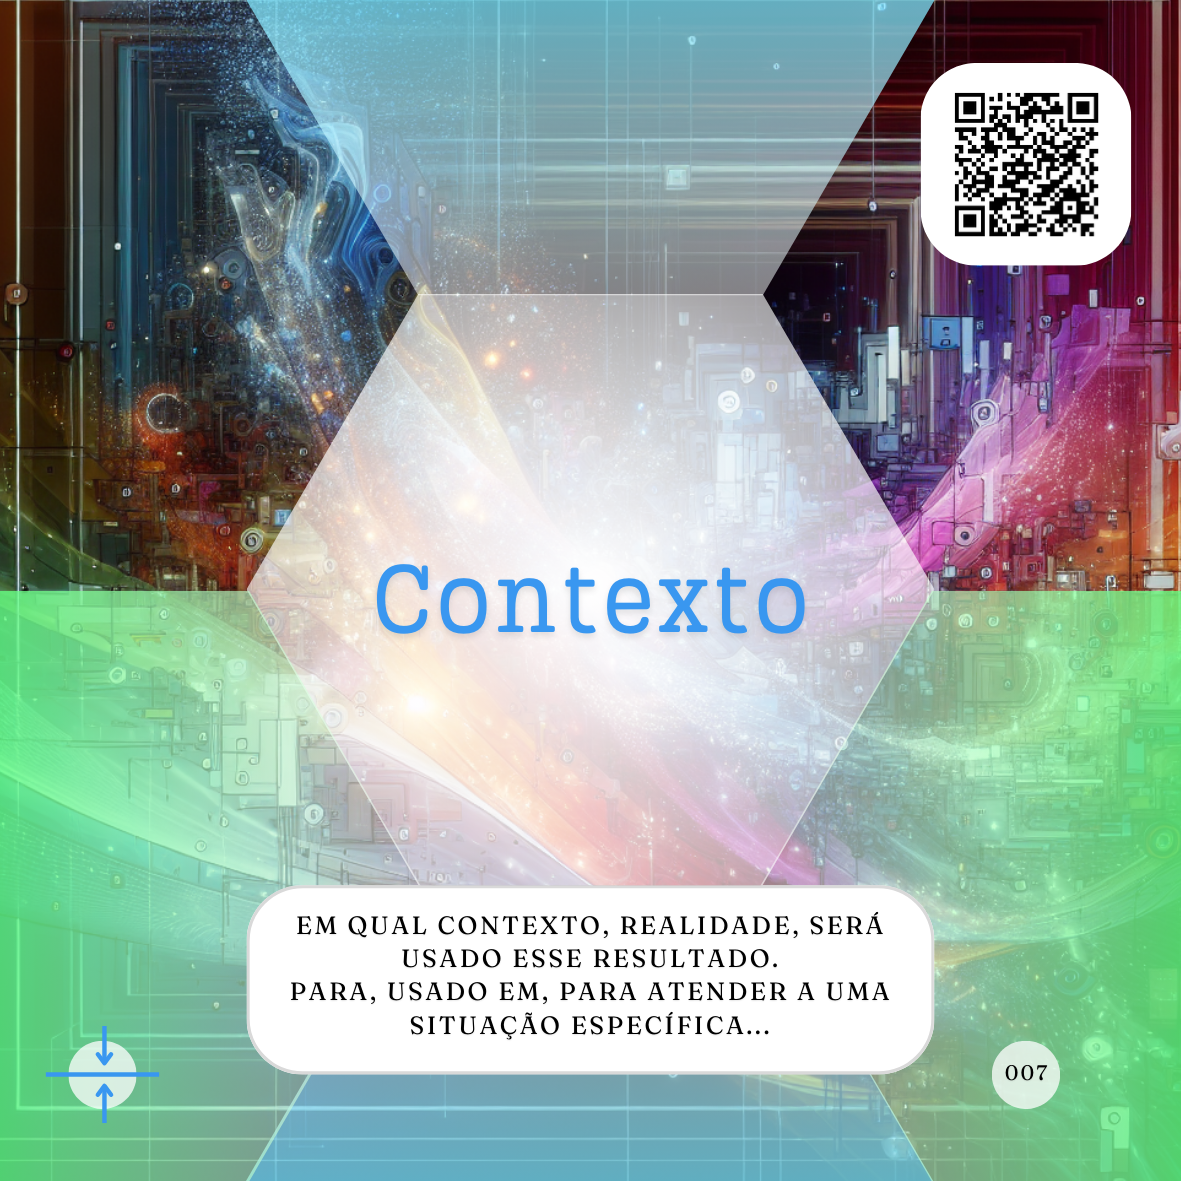 Contexto
EM QUAL CONTEXTO, REALIDADE, SERÁ
USADO ESSE RESULTADO.
PARA, USADO EM, PARA ATENDER A UMA
SITUAÇÃO ESPECÍFICA...
007